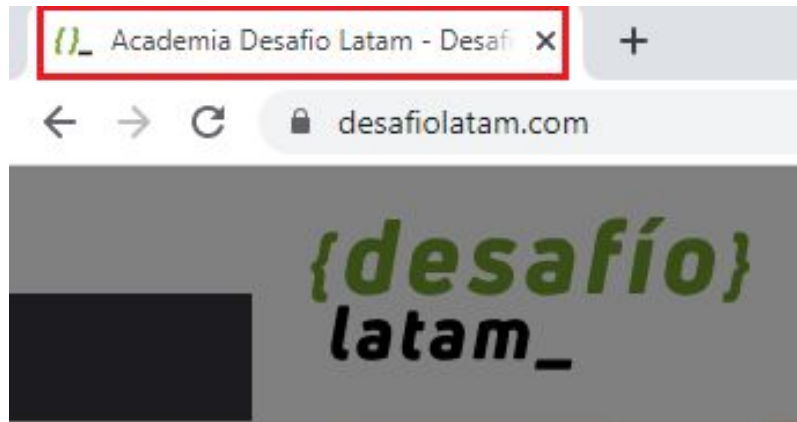 {}_ Academia Desafio Latam - Desaf
desafiolatam.com
{desafío}
latam_